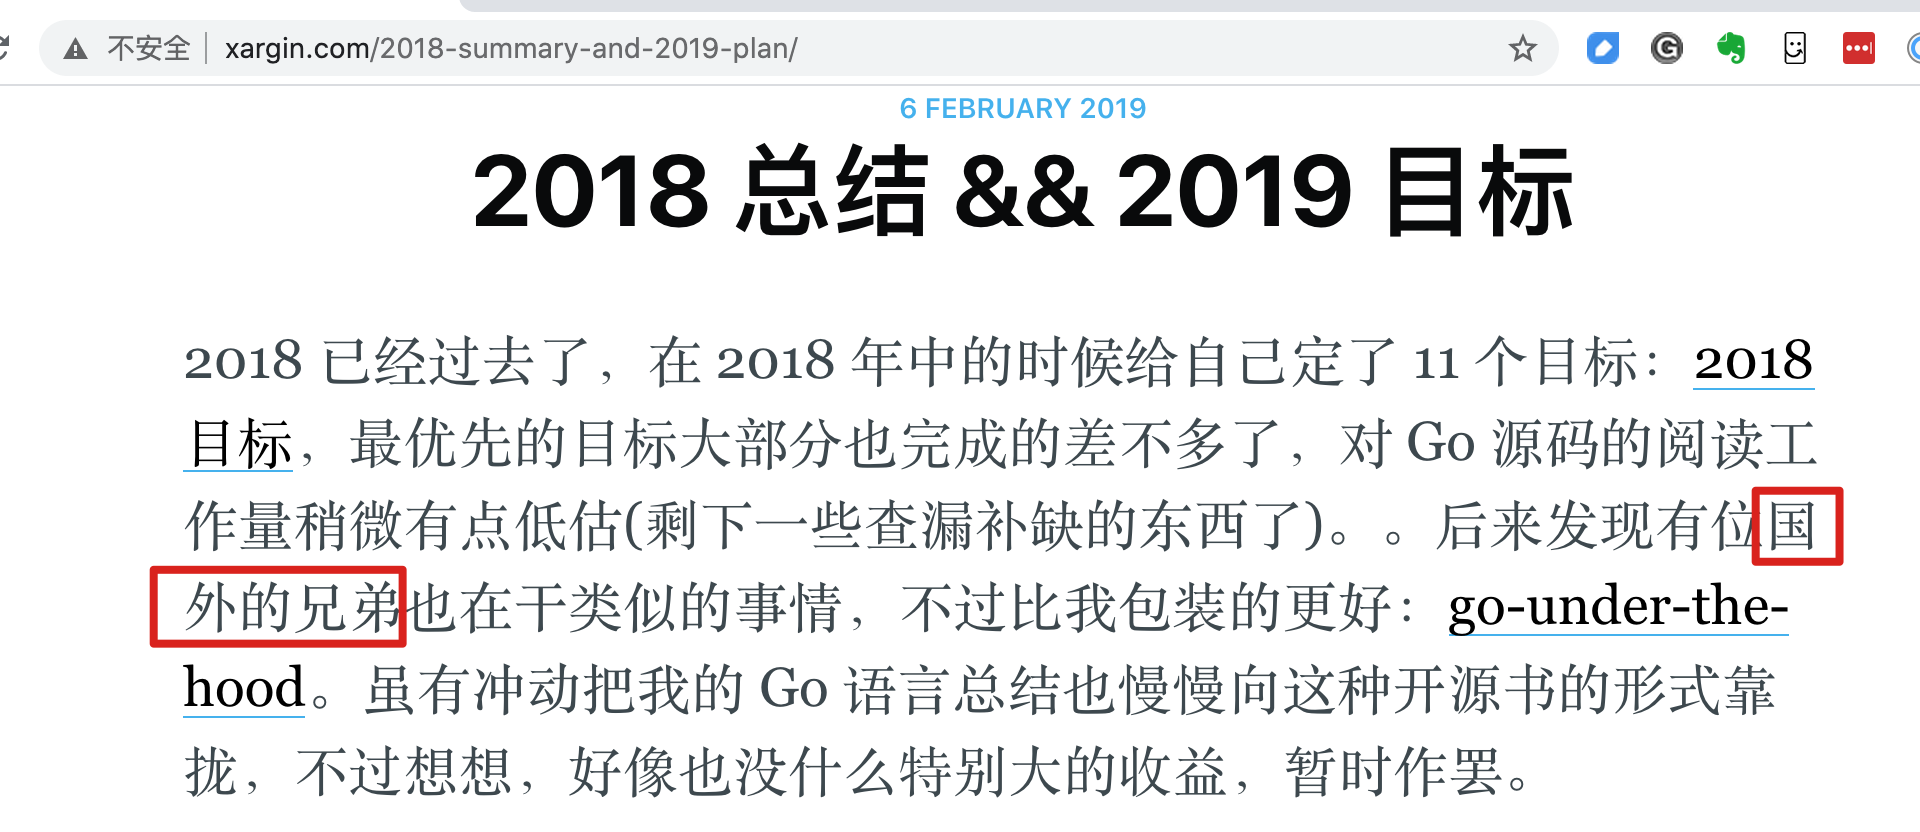 不安全 xargin.com/2018-summary-and-2019-plan/
6 FEBRUARY 2019
2018 总结 && 2019 目标
2018 已经过去了，在 2018 年中的时候给自己定了 11 个目标：2018
目标，最优先的目标大部分也完成的差不多了，对 Go 源码的阅读工
作量稍微有点低估(剩下一些查漏补缺的东西了)。。后来发现有位国
外的兄弟也在干类似的事情，不过比我包装的更好：go-under-the-
hood。虽有冲动把我的 Go 语言总结也慢慢向这种开源书的形式靠
拢，不过想想，好像也没什么特别大的收益，暂时作罢。